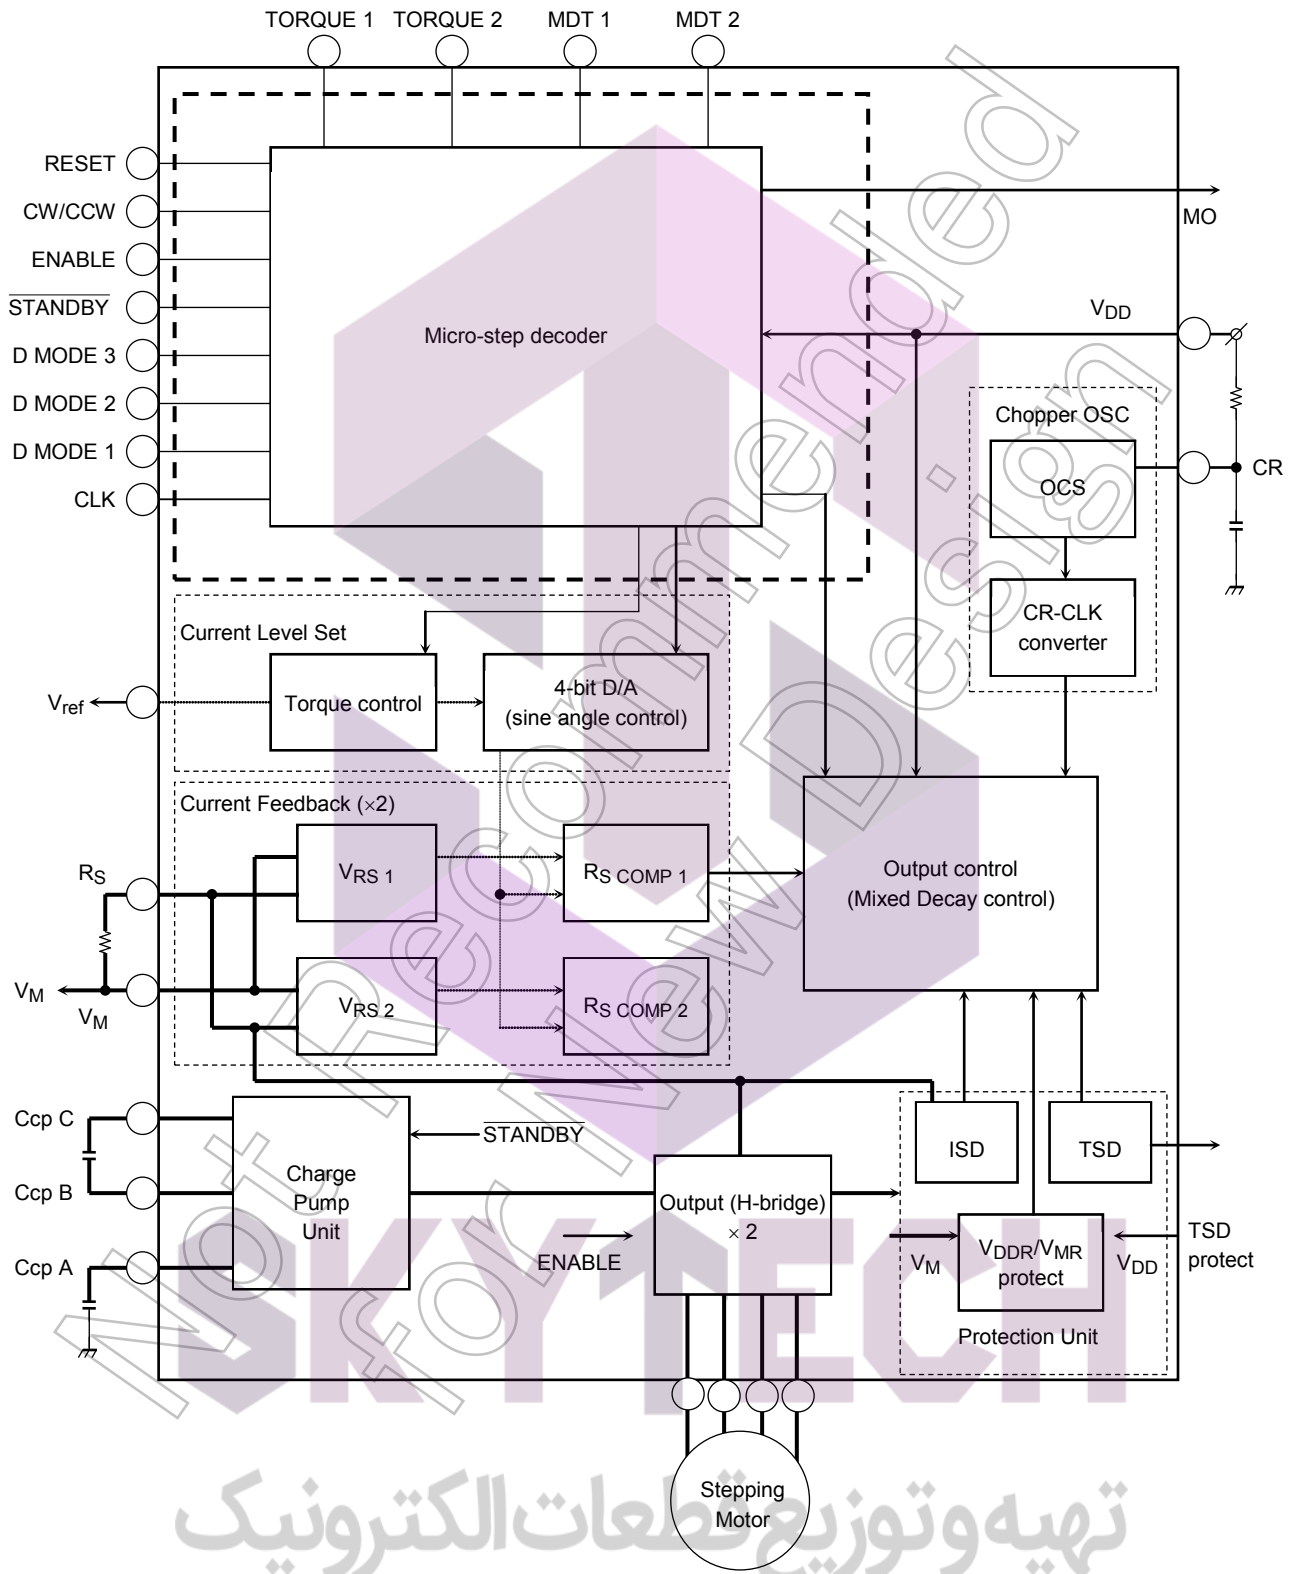 TORQUE 1 TORQUE 2 MDT 1 MDT 2
RESET
CW/CCW
ENABLE
STANDBY
D MODE 3
D MODE 2
D MODE 1
CLK
Micro-step decoder
MO
VDD
Chopper OSC
OCS
CR
CR-CLK
converter
Current Level Set
Vref
Torque control
4-bit D/A
(sine angle control)
Current Feedback (×2)
RS
VRS 1
RS COMP 1
Output control
(Mixed Decay control)
VM
VM
VRS 2
RS COMP 2
Ccp C
Ccp B
Ccp A
Charge
Pump
Unit
STANDBY
ENABLE
Output (H-bridge)
× 2
ISD
TSD
VM
VDDR/VMR
protect
VDD
TSD
protect
Protection Unit
Stepping
Motor
Not Recommended
for New Design
SKYTECH
تهیه و توزیع قطعات الکترونیک